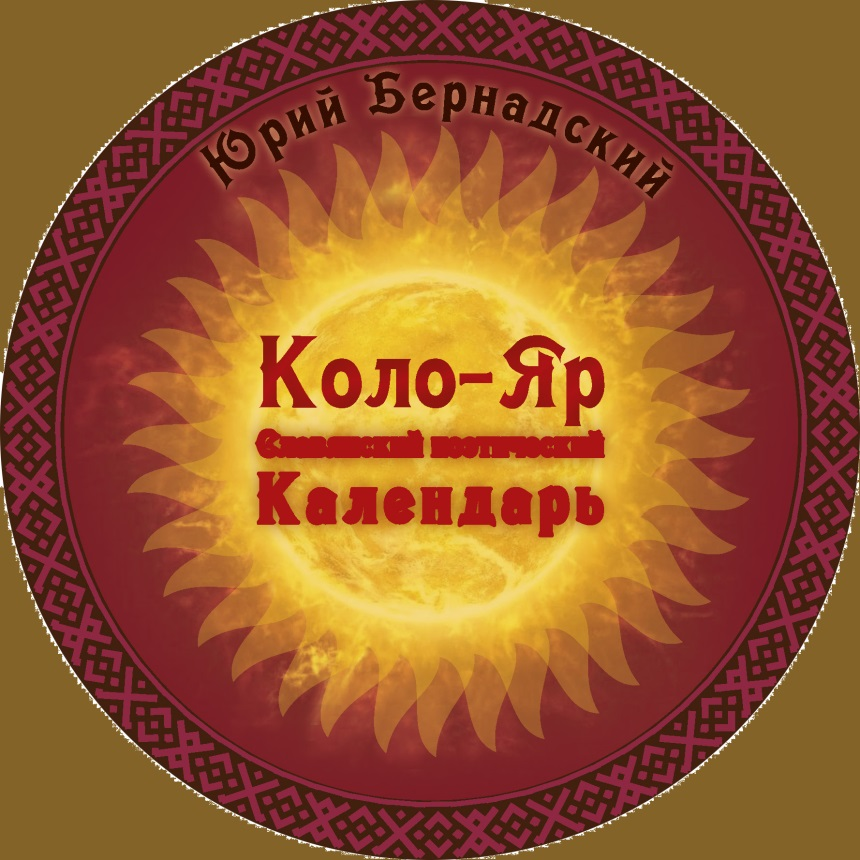 Юрий Бернадский
Коло-Яр
Славянский поэтический
Календарь